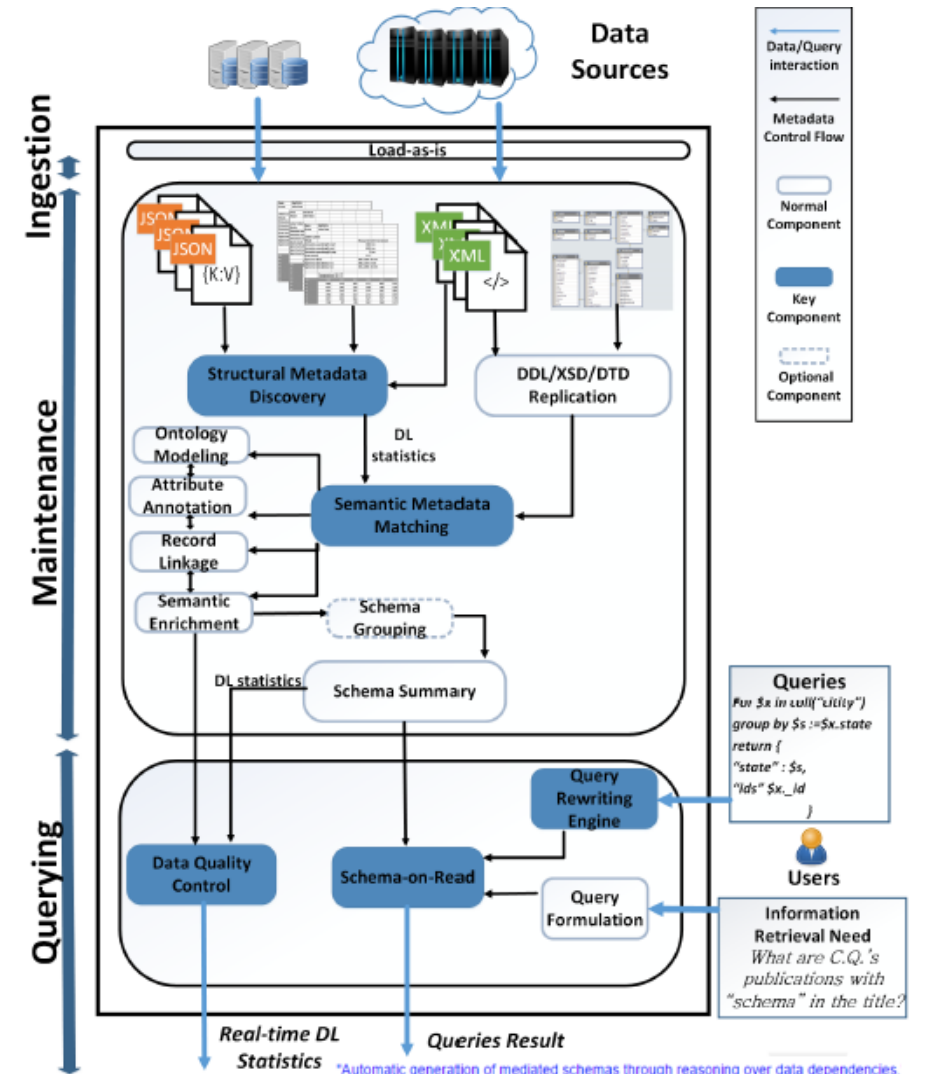 Data
Sources
Data/Query
interaction
Metadata
Control Flow
Normal
Component
Key
Component
Optional
Component
Ingestion
Load-as-is
JSON
JSON
JSON
{K:V}
XML
XML
XML
</>
Maintenance
Structural Metadata
Discovery
DDL/XSD/DTD
Replication
DL
statistics
Ontology
Modeling
Attribute
Annotation
Record
Linkage
Semantic
Enrichment
Semantic Metadata
Matching
Schema
Grouping
DL statistics
Schema Summary
Querying
Query
Rewriting
Engine
Data Quality
Control
Schema-on-Read
Query
Formulation
Queries
For $x in coll("citity")
group by $s :=$x.state
return {
"state" : $s,
"ids" $x._id
}
Users
Information
Retrieval Need
What are C.Q.'s
publications with
"schema" in the title?
Real-time DL
Statistics
Queries Result
"Automatic generation of mediated schemas through reasoning over data dependencies.